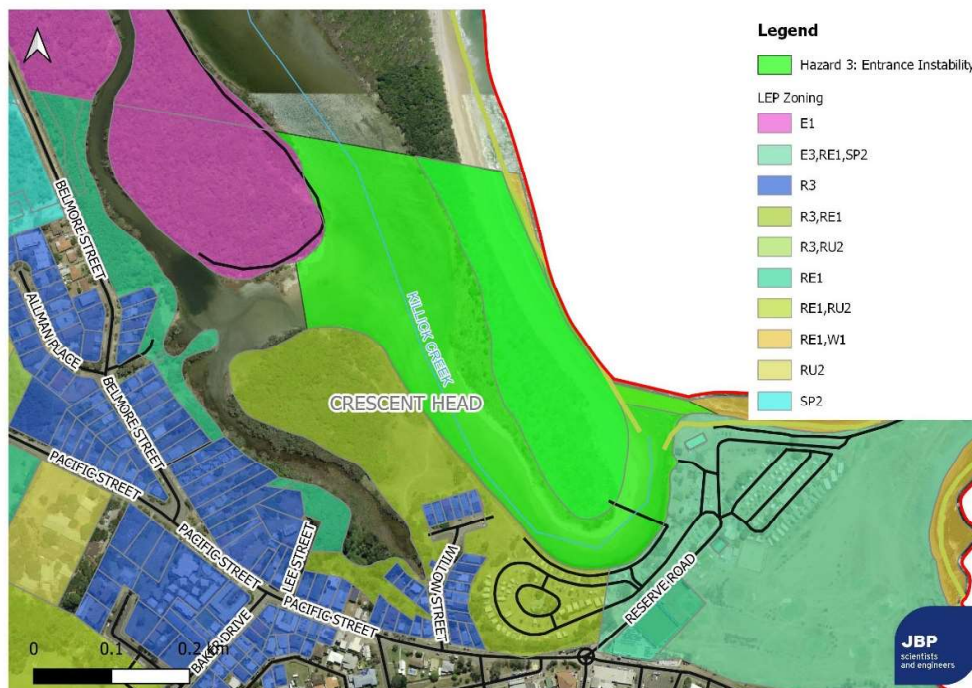 Legend
Hazard 3: Entrance Instability
LEP Zoning
E1
E3,RE1,SP2
R3
R3,RE1
R3,RU2
RE1
RE1,RU2
RE1,W1
RU2
SP2
BELMORE STREET
ALLMAN PLACE
BELMORE STREET
KILLICK CREEK
CRESCENT HEAD
PACIFIC STREET
PACIFIC STREET
LEE STREET
PACIFIC STREET
WILLOW STREET
RESERVE ROAD
DRIVE
0 0.1 0.2 km
JBP
scientists
and engineers